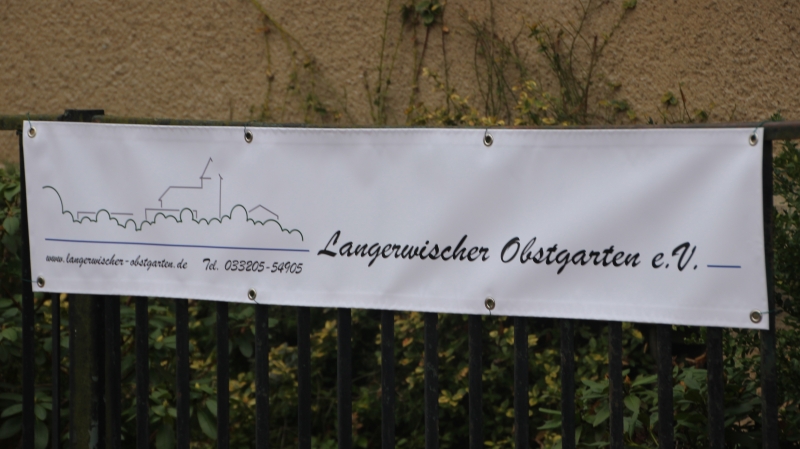 Langerwischer Obstgarten e.V.
www.langerwischer-obstgarten.de Tel. 033205-54905